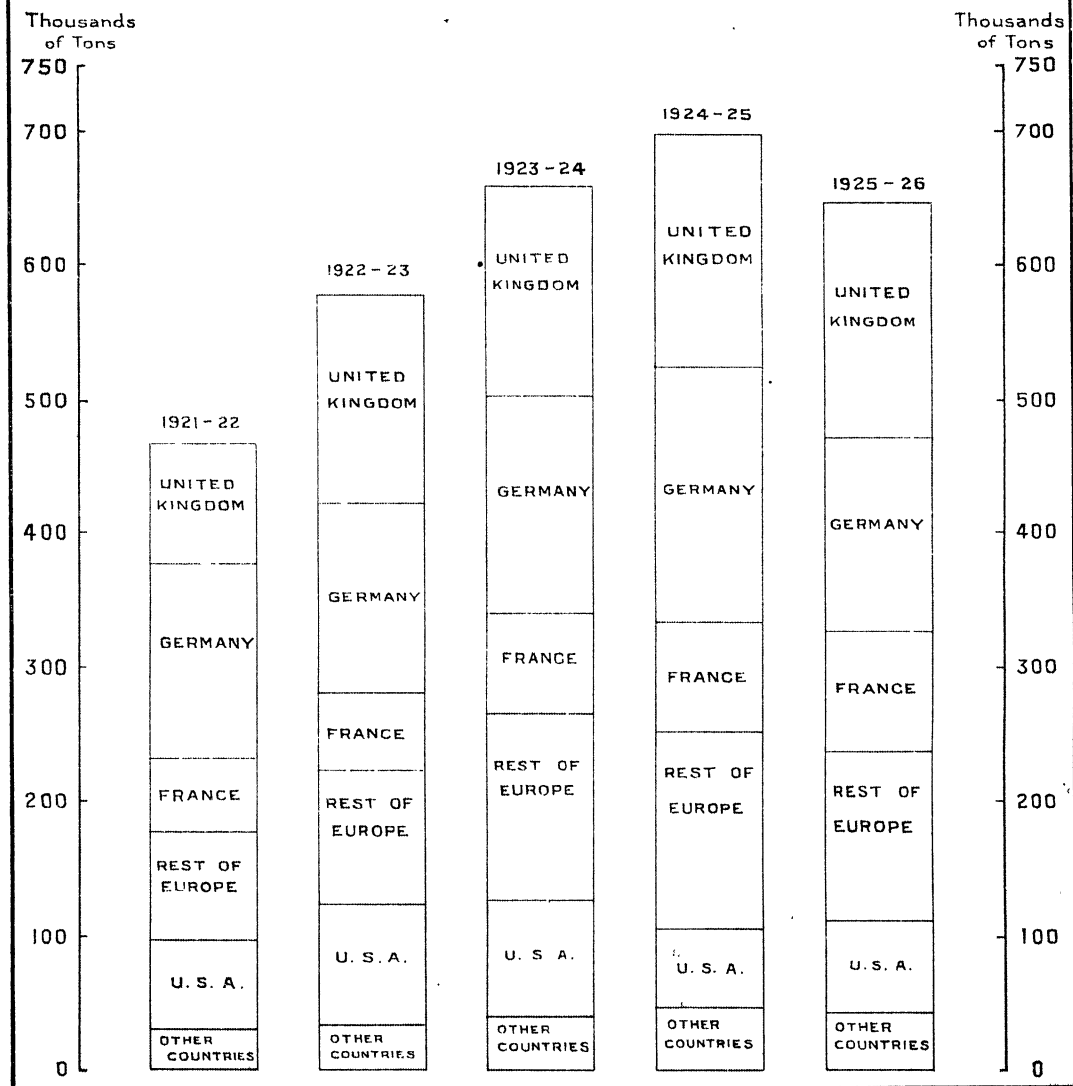 Thousands
of Tons
750
700
600
500
400
300
200
100
0
1921-22
UNITED
KINGDOM
GERMANY
FRANCE
REST OF
EUROPE
U. S. A.
OTHER
COUNTRIES
1922-23
UNITED
KINGDOM
GERMANY
FRANCE
REST OF
EUROPE
U. S. A.
OTHER
COUNTRIES
1923-24
UNITED
KINGDOM
GERMANY
FRANCE
REST OF
EUROPE
U. S A.
OTHER
COUNTRIES
1924-25
UNITED
KINGDOM
GERMANY
FRANCE
REST OF
EUROPE
U. S. A.
OTHER
COUNTRIES
1925-26
UNITED
KINGDOM
GERMANY
FRANCE
REST OF
EUROPE
U. S. A.
OTHER
COUNTRIES
Thousands
of Tons
750
700
600
500
400
300
200
100
0